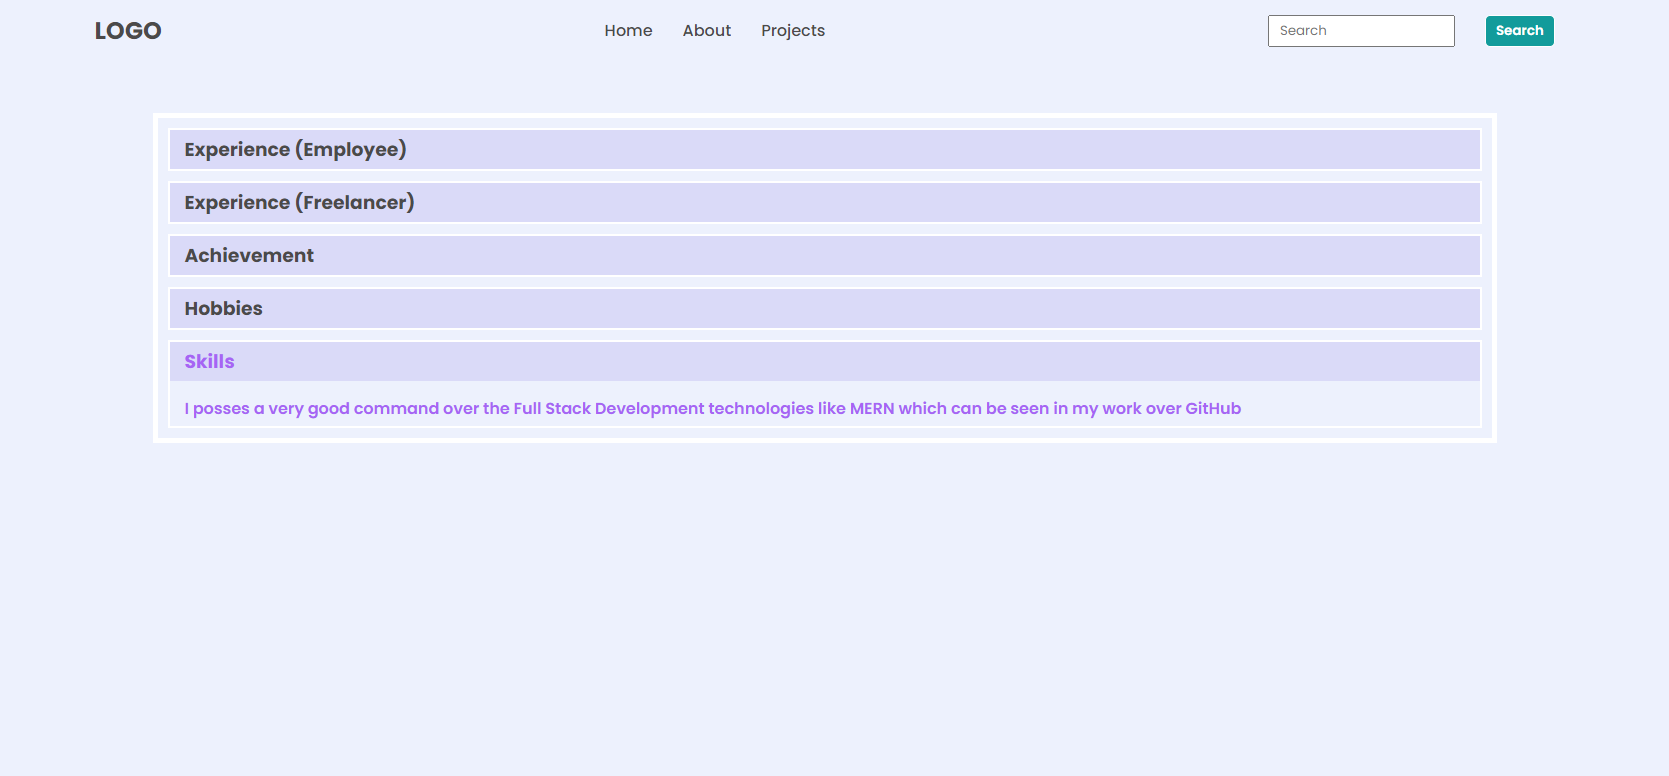 LOGO
Home About Projects
Search
Search
Experience (Employee)
Experience (Freelancer)
Achievement
Hobbies
Skills
I posses a very good command over the Full Stack Development technologies like MERN which can be seen in my work over GitHub